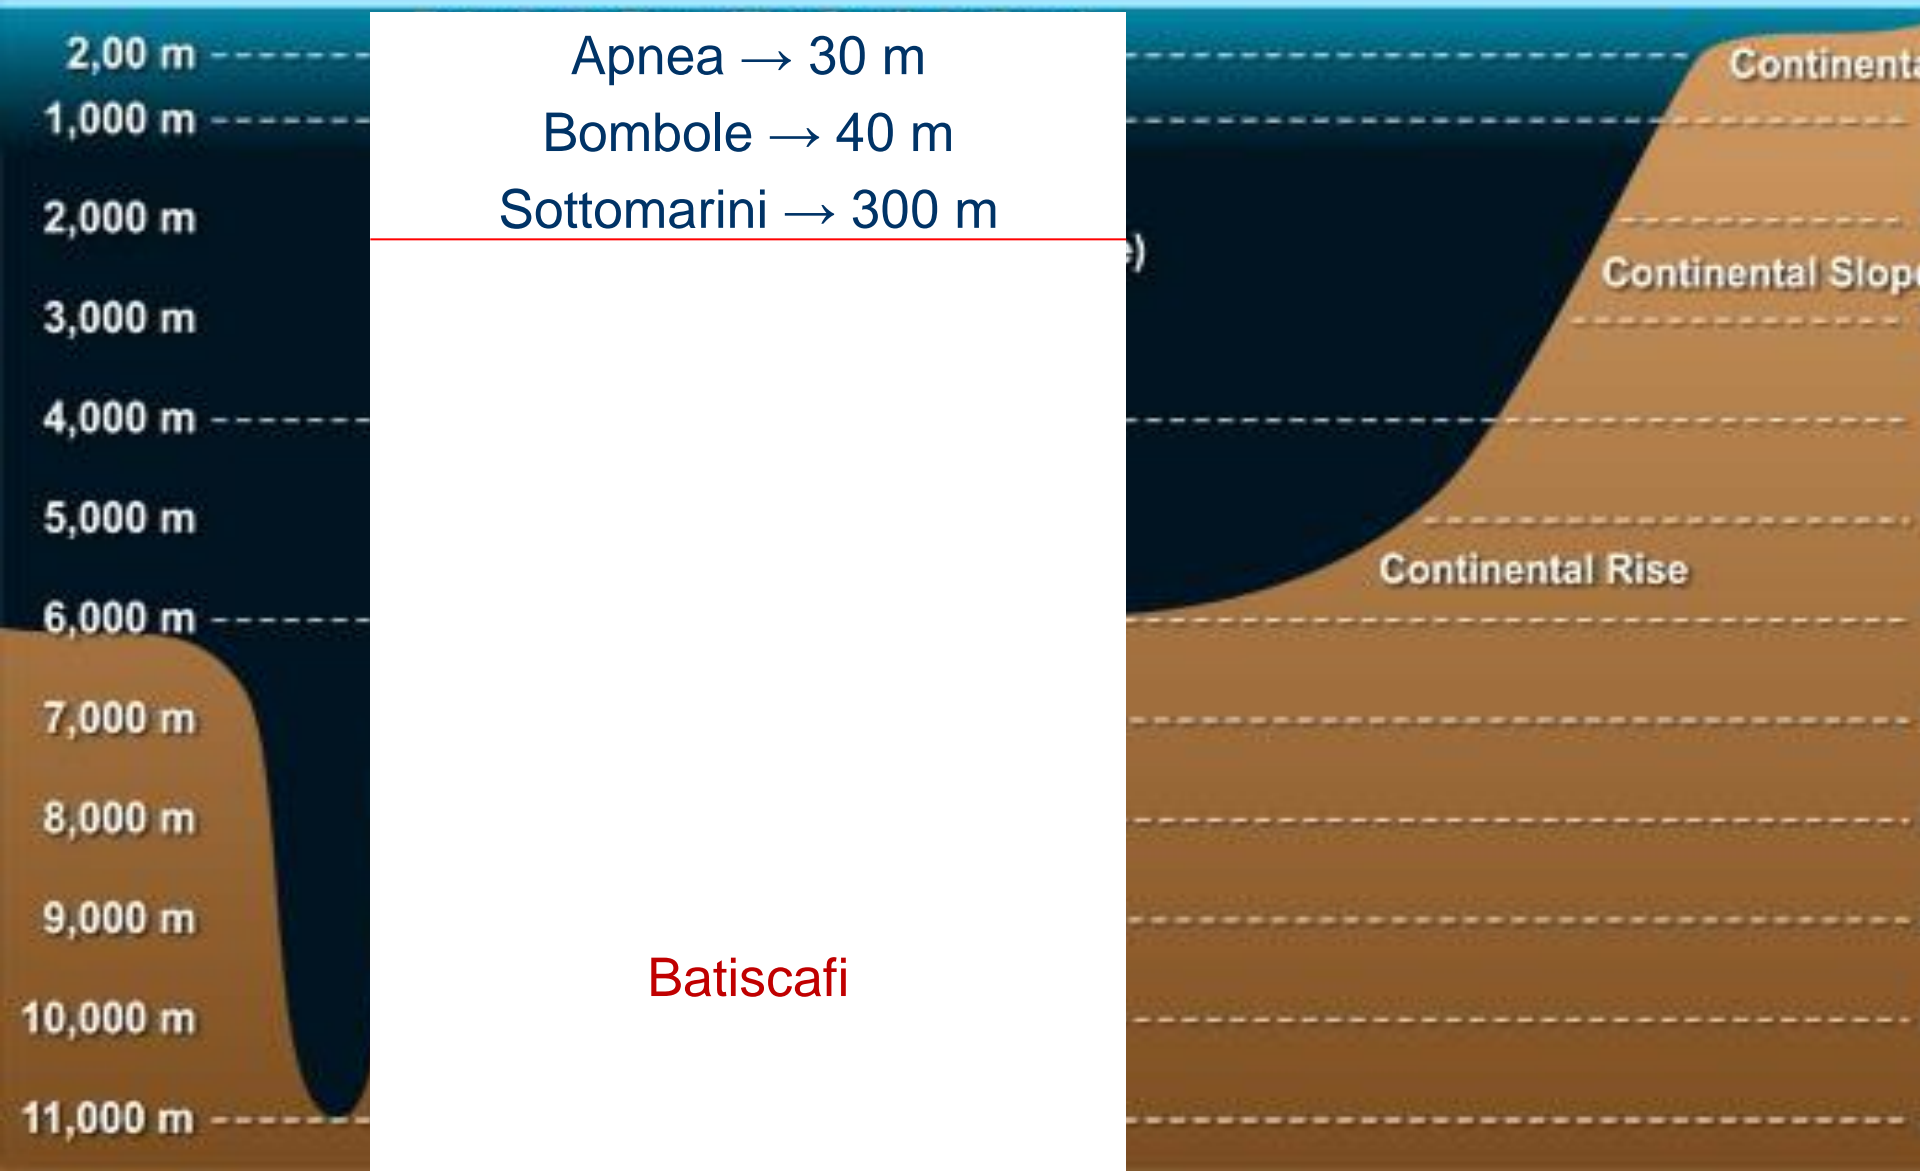 2,00 m
1,000 m
2,000 m
3,000 m
4,000 m
5,000 m
6,000 m
7,000 m
8,000 m
9,000 m
10,000 m
11,000 m
Apnea → 30 m
Bombole → 40 m
Sottomarini → 300 m
Batiscafi
e)
Continenta
Continental Slope
Continental Rise